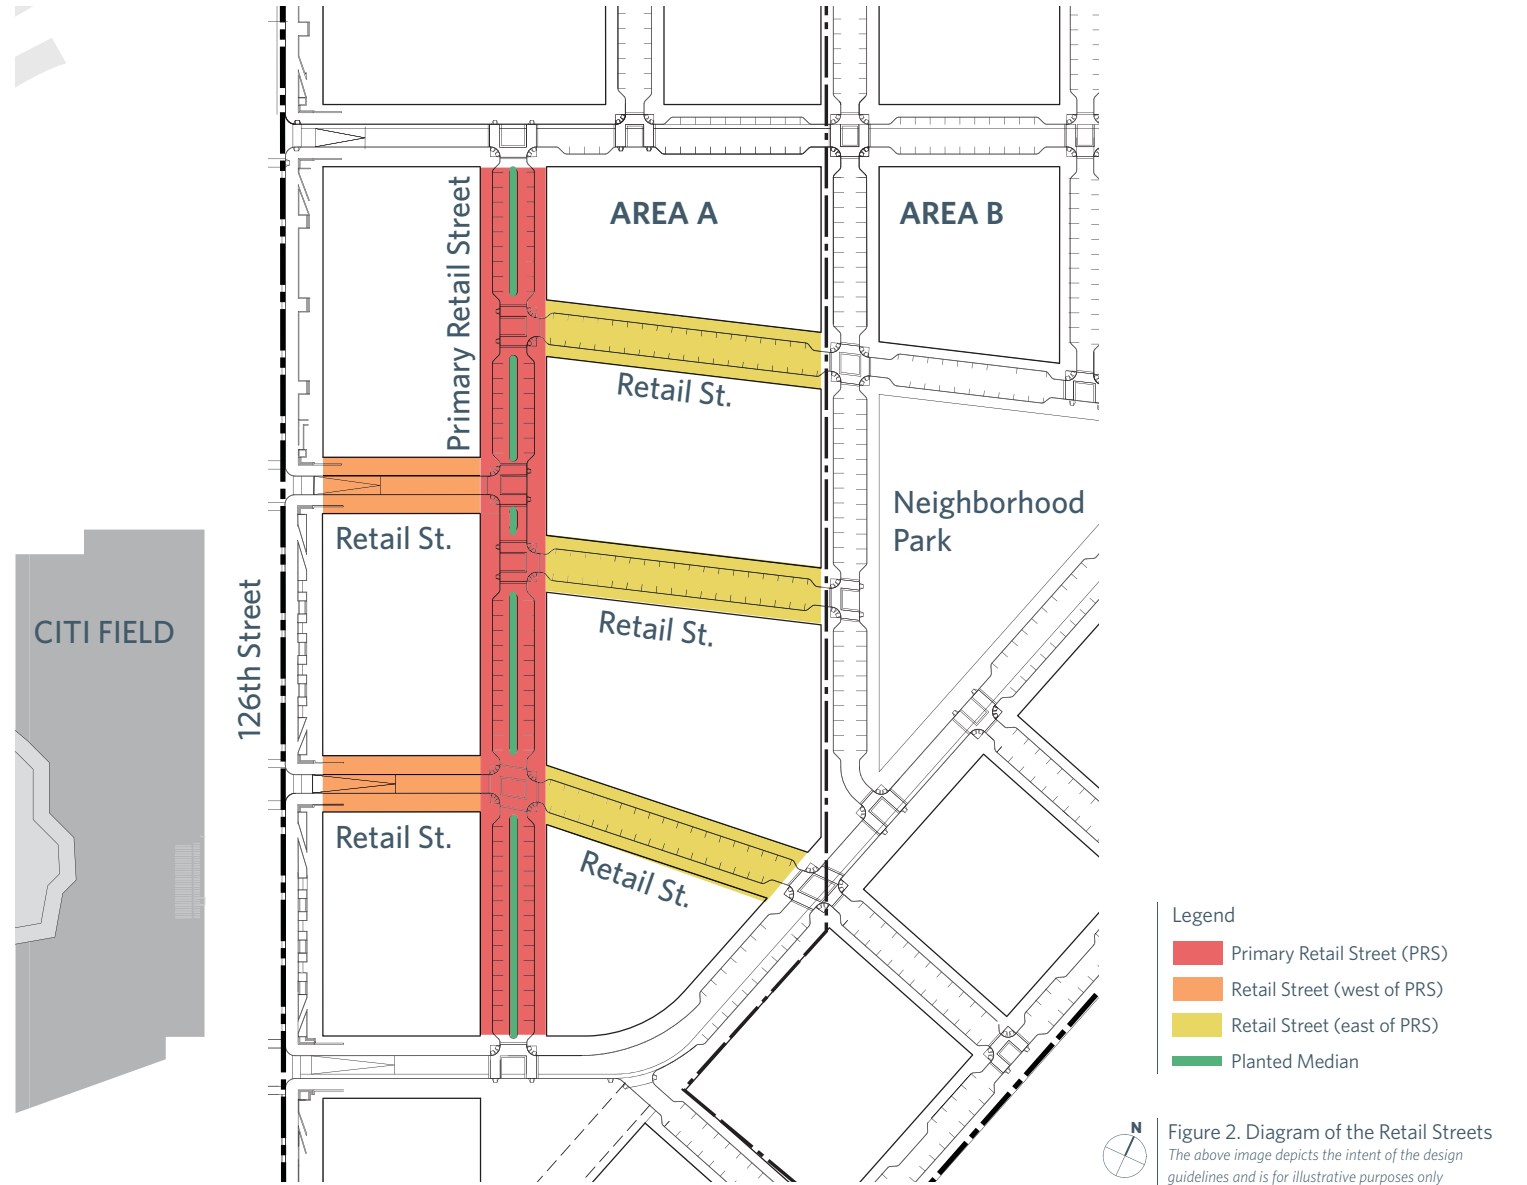 AREA A
AREA B
Primary Retail Street
Retail St.
Neighborhood
Park
Retail St.
CITI FIELD
126th Street
Retail St.
Retail St.
Retail St.
Legend
Primary Retail Street (PRS)
Retail Street (west of PRS)
Retail Street (east of PRS)
Planted Median
N
Figure 2. Diagram of the Retail Streets
The above image depicts the intent of the design
guidelines and is for illustrative purposes only